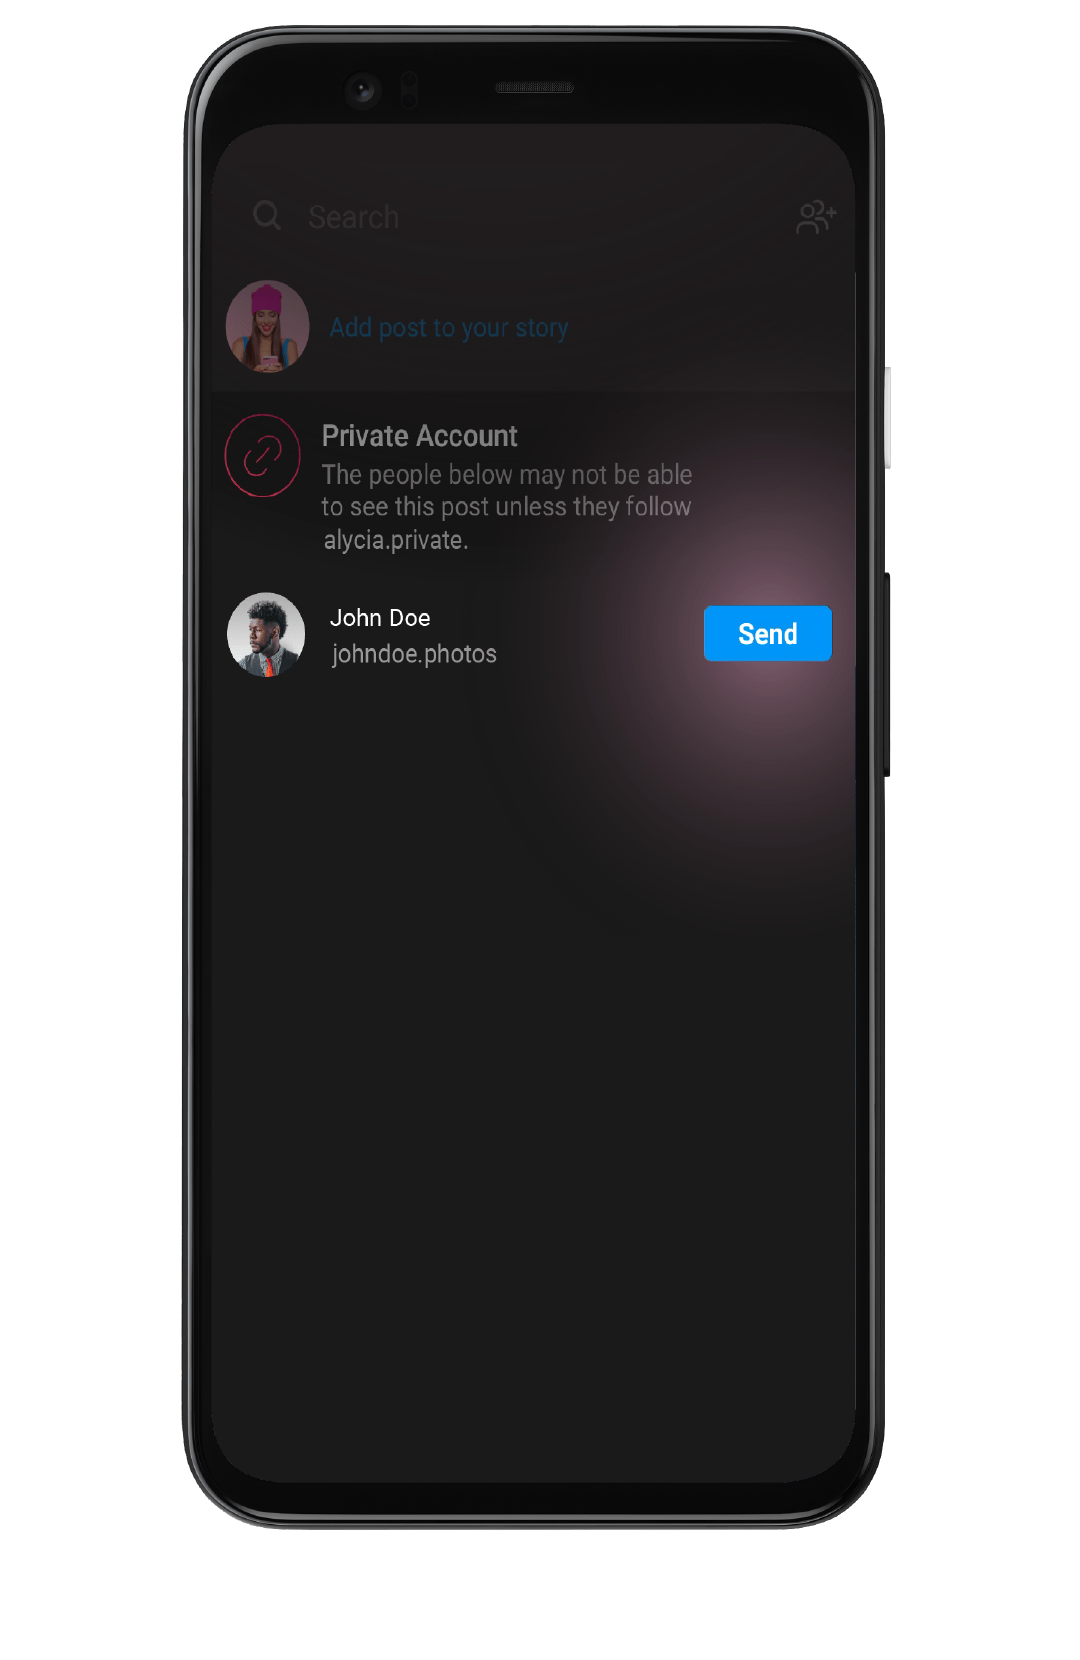 Search
Add post to your story
Private Account
The people below may not be able
to see this post unless they follow
alycia.private.
John Doe
johndoe.photos
Send